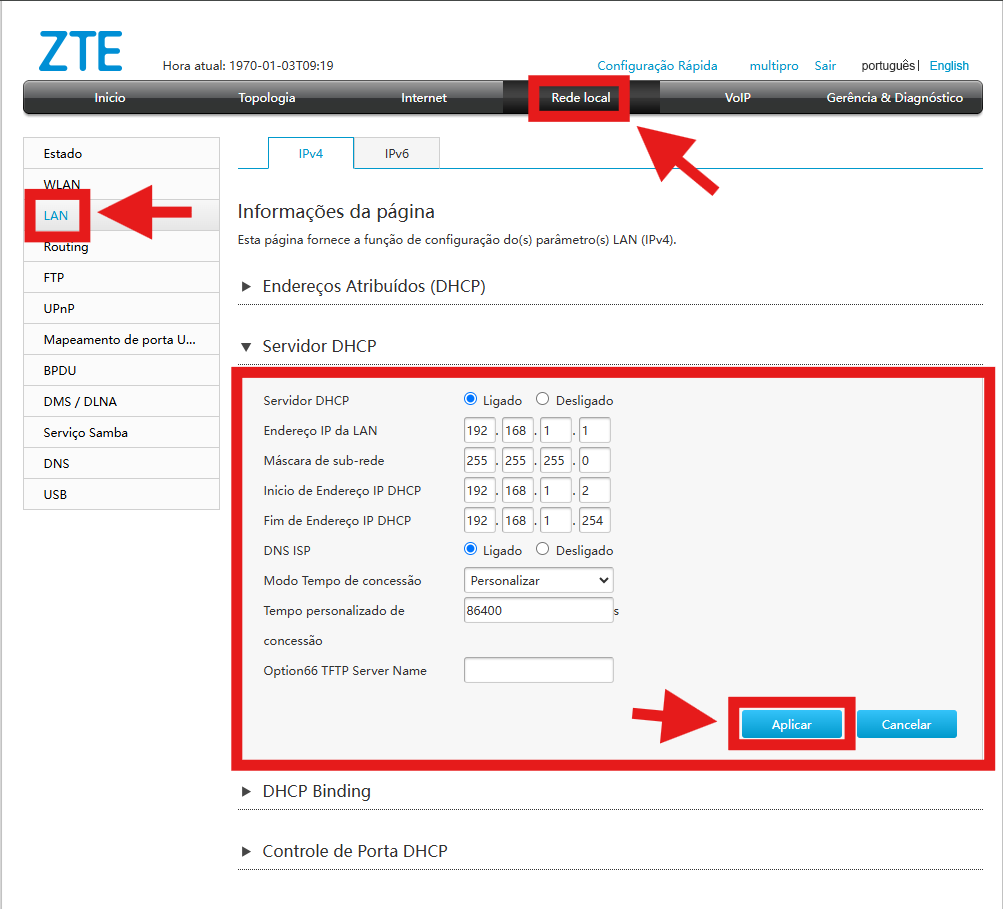 ZTE
Hora atual: 1970-01-03T09:19
Configuração Rápida multipro Sair português| English
Inicio Topologia Internet Rede local VoIP Gerência & Diagnóstico
Estado
WLAN
LAN
Routing
FTP
UPnP
Mapeamento de porta U...
BPDU
DMS / DLNA
Serviço Samba
DNS
USB
IPv4 IPv6
Informações da página
Esta página fornece a função de configuração do(s) parâmetro(s) LAN (IPv4).
Endereços Atribuídos (DHCP)
Servidor DHCP
Servidor DHCP Ligado Desligado
Endereço IP da LAN 192 . 168 . 1 . 1
Máscara de sub-rede 255 . 255 . 255 . 0
Inicio de Endereço IP DHCP 192 . 168 . 1 . 2
Fim de Endereço IP DHCP 192 . 168 . 1 . 254
DNS ISP Ligado Desligado
Modo Tempo de concessão Personalizar
Tempo personalizado de 86400 s
concessão
Option66 TFTP Server Name
Aplicar Cancelar
DHCP Binding
Controle de Porta DHCP